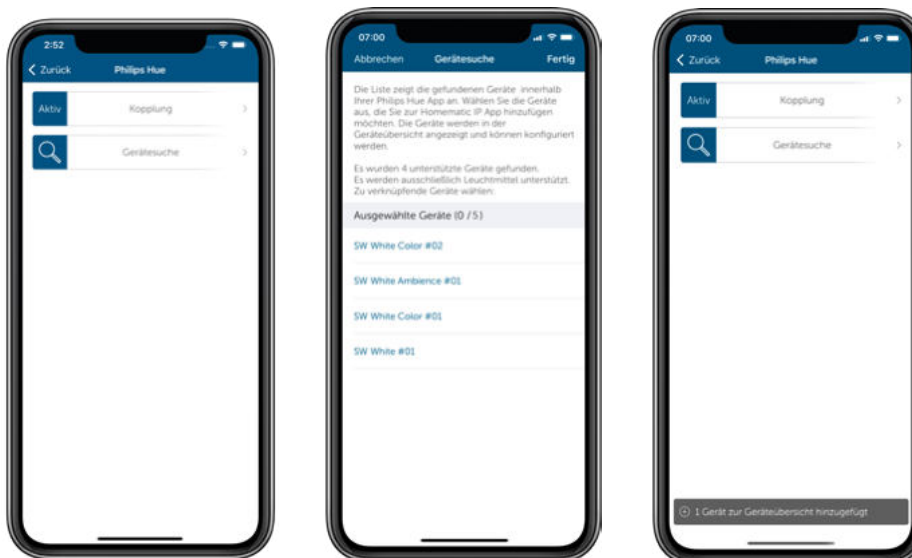 2:52
Zurück Philips Hue
Aktiv Kopplung
Gerätesuche
07:00
Abbrechen Gerätesuche Fertig
Die Liste zeigt die gefundenen Geräte innerhalb
Ihrer Philips Hue App an. Wählen Sie die Geräte
aus, die Sie zur Homematic IP App hinzufügen
möchten. Die Geräte werden in der
Geräteübersicht angezeigt und können konfiguriert
werden.
Es wurden 4 unterstützte Geräte gefunden.
Es werden ausschließlich Leuchtmittel unterstützt.
Zu verknüpfende Geräte wählen:
Ausgewählte Geräte (0 / 5)
SW White Color #02
SW White Ambience #01
SW White Color #01
SW White #01
07:00
Zurück Philips Hue
Aktiv Kopplung
Gerätesuche
1 Gerät zur Geräteübersicht hinzugefügt